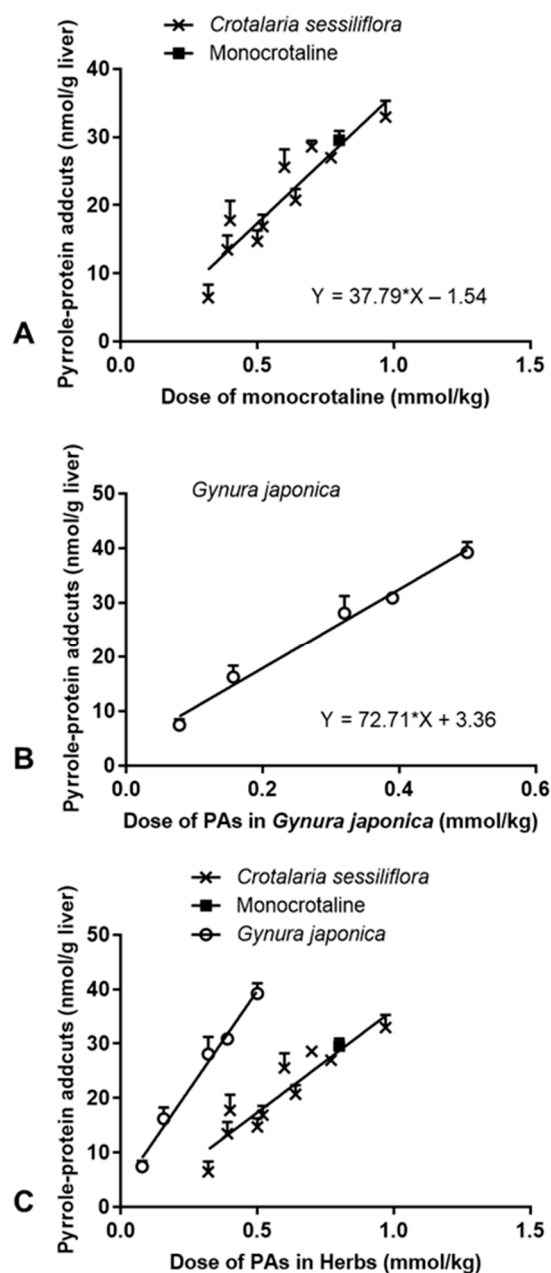 Crotalaria sessiliflora
Monocrotaline
Pyrrole-protein addcuts (nmol/g liver)
40
30
20
10
0
Y = 37.79*X – 1.54
0.0 0.5 1.0 1.5
Dose of monocrotaline (mmol/kg)
A
Gynura japonica
Pyrrole-protein addcuts (nmol/g liver)
50
40
30
20
10
0
Y = 72.71*X + 3.36
0.0 0.2 0.4 0.6
Dose of PAs in Gynura japonica (mmol/kg)
B
Crotalaria sessiliflora
Monocrotaline
Gynura japonica
Pyrrole-protein addcuts (nmol/g liver)
50
40
30
20
10
0
0.0 0.5 1.0 1.5
Dose of PAs in Herbs (mmol/kg)
C